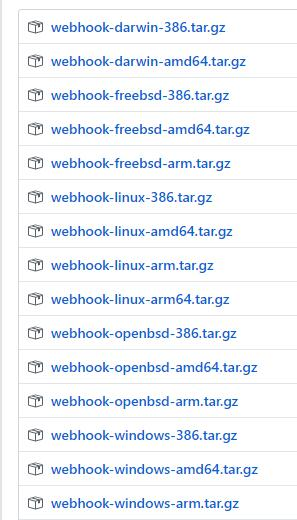 webhook-darwin-386.tar.gz
webhook-darwin-amd64.tar.gz
webhook-freebsd-386.tar.gz
webhook-freebsd-amd64.tar.gz
webhook-freebsd-arm.tar.gz
webhook-linux-386.tar.gz
webhook-linux-amd64.tar.gz
webhook-linux-arm.tar.gz
webhook-linux-arm64.tar.gz
webhook-openbsd-386.tar.gz
webhook-openbsd-amd64.tar.gz
webhook-openbsd-arm.tar.gz
webhook-windows-386.tar.gz
webhook-windows-amd64.tar.gz
webhook-windows-arm.tar.gz